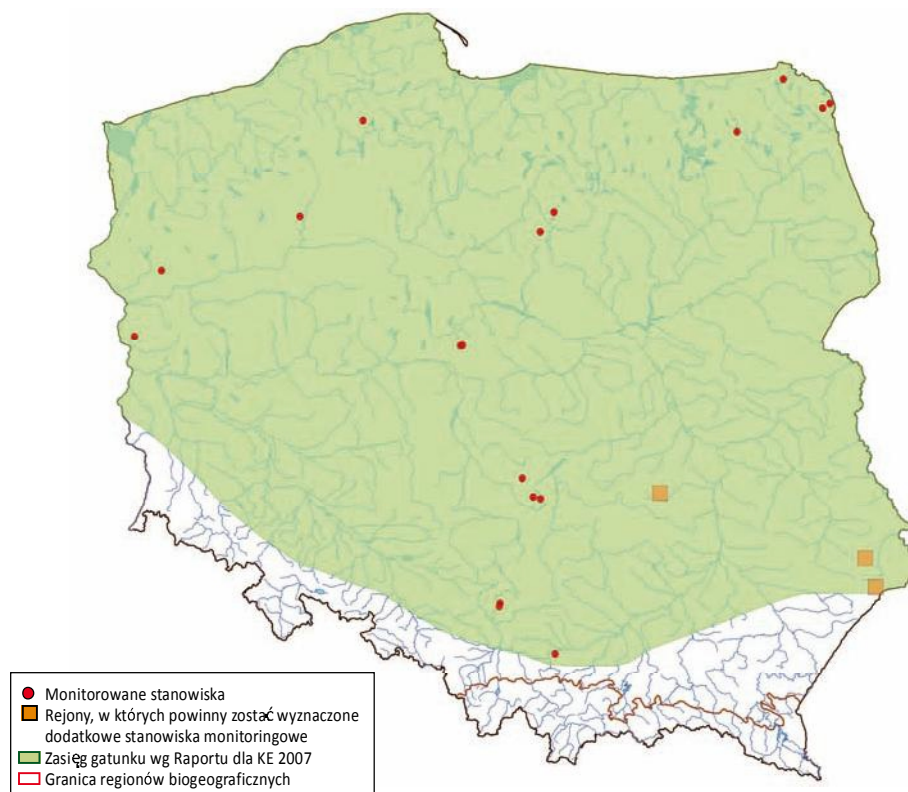 Monitorowane stanowiska
Rejony, w których powinny zostać wyznaczone
dodatkowe stanowiska monitoringowe
Zasięg gatunku wg Raportu dla KE 2007
Granica regionów biogeograficznych